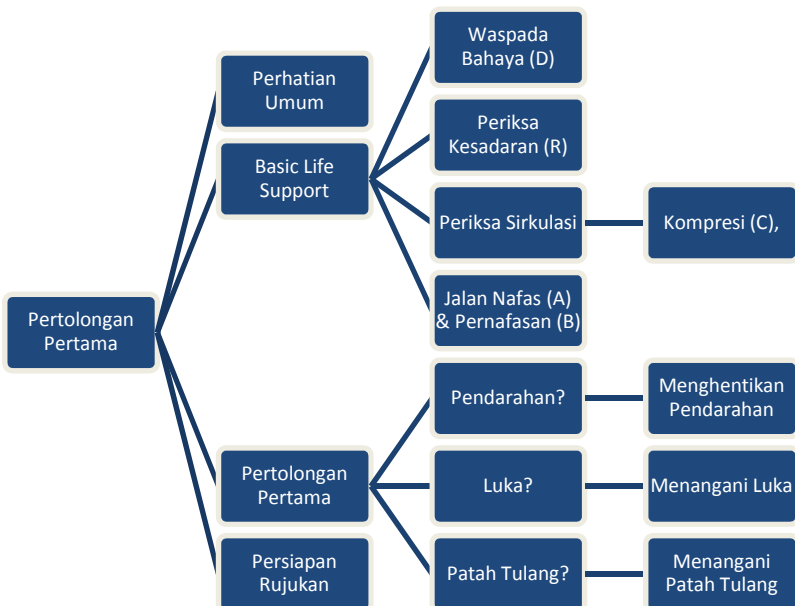 Pertolongan
Pertama
Perhatian
Umum
Basic Life
Support
Waspada
Bahaya (D)
Periksa
Kesadaran (R)
Periksa Sirkulasi
Kompresi (C),
Jalan Nafas (A)
& Pernafasan (B)
Pertolongan
Pertama
Pendarahan?
Menghentikan
Pendarahan
Luka?
Menangani Luka
Patah Tulang?
Menangani
Patah Tulang
Persiapan
Rujukan